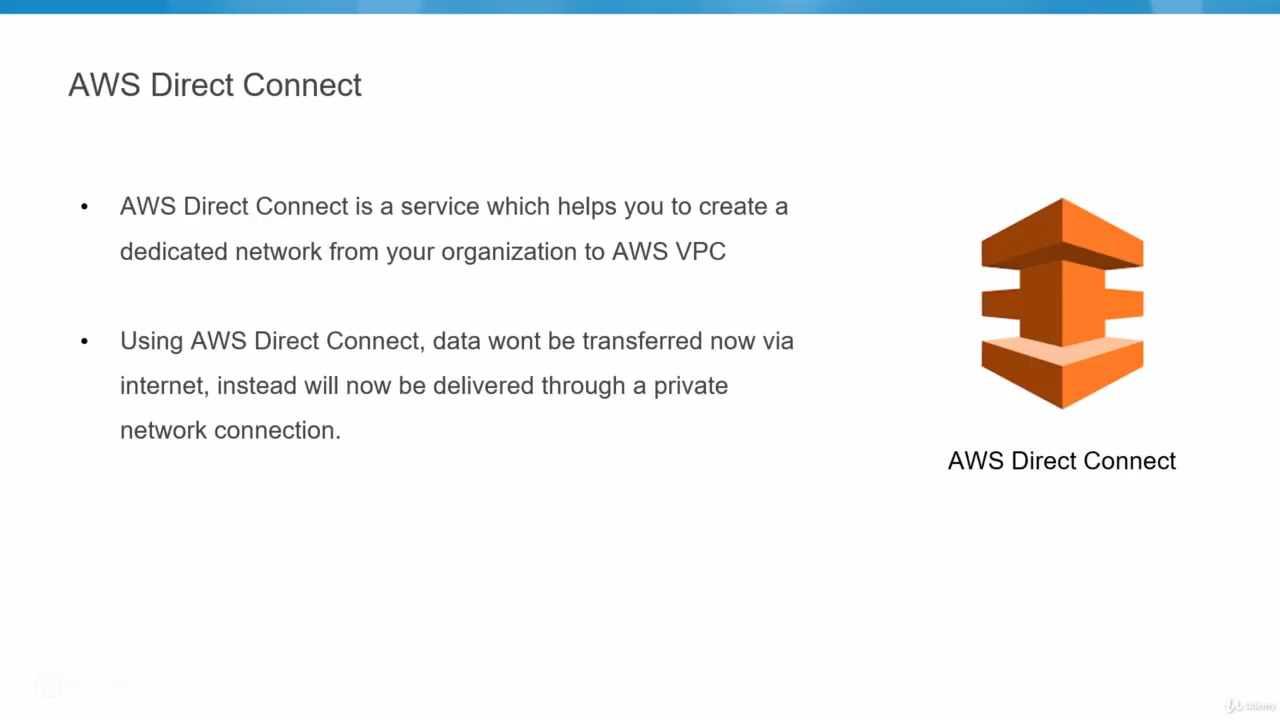 AWS Direct Connect
• AWS Direct Connect is a service which helps you to create a
dedicated network from your organization to AWS VPC
• Using AWS Direct Connect, data wont be transferred now via
internet, instead will now be delivered through a private
network connection.
AWS Direct Connect
Udemy